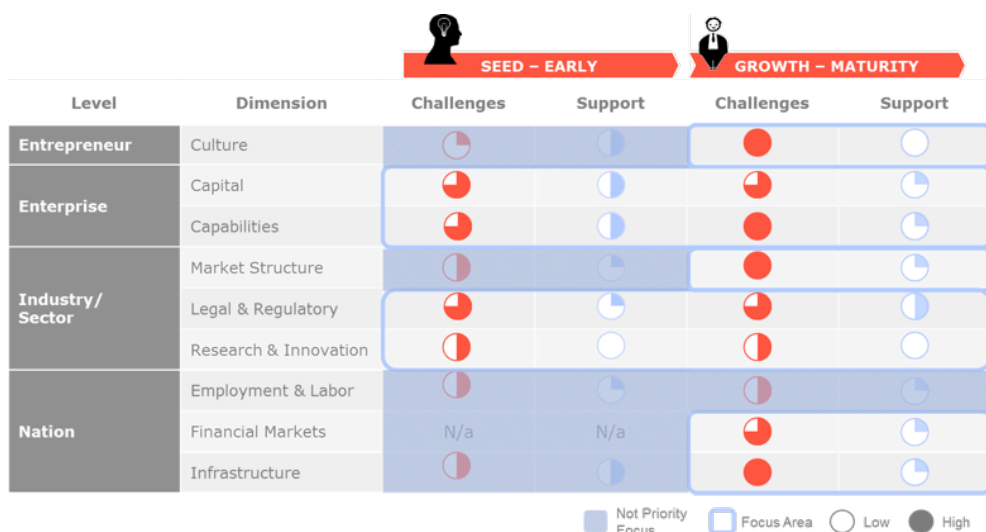 SEED – EARLY
GROWTH – MATURITY
Level Dimension Challenges Support Challenges Support
Entrepreneur Culture
Enterprise
Capital
Capabilities
Market Structure
Industry/
Sector
Legal & Regulatory
Research & Innovation
Employment & Labor
Nation
Financial Markets N/a N/a
Infrastructure
Not Priority
Focus
Focus Area Low High